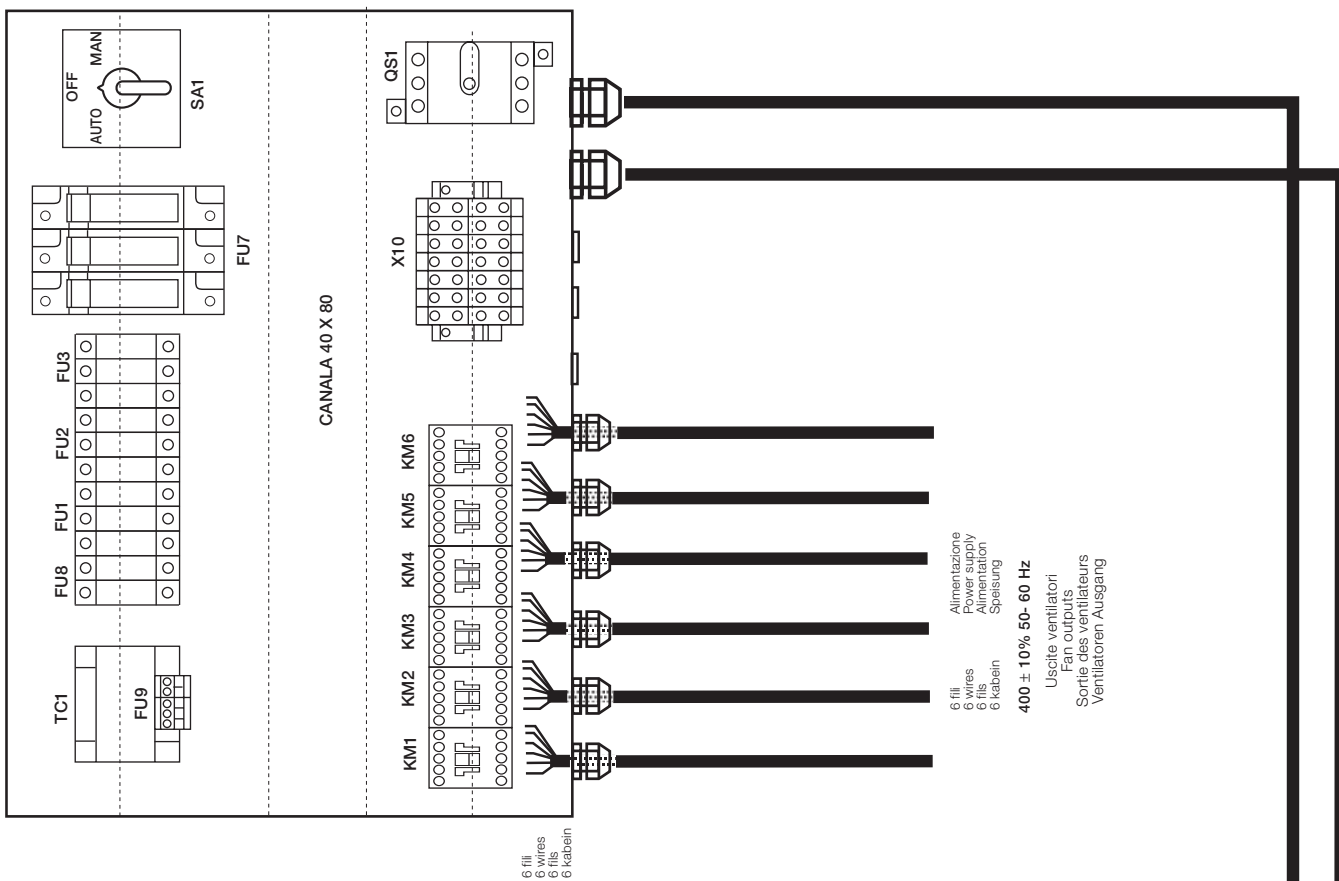 AUTO
OFF
MAN
SA1
FU7
FU3
FU2
FU1
FU8
TC1
FU9
CANALA 40 X 80
QS1
X10
KM6
KM5
KM4
KM3
KM2
KM1
6 fili
6 wires
6 fils
6 kabein
6 fili
6 wires
6 fils
6 kabein
Alimentazione
Power supply
Alimentation
Speisung
400 ± 10% 50- 60 Hz
Uscite ventilatori
Fan outputs
Sortie des ventilateurs
Ventilatoren Ausgang